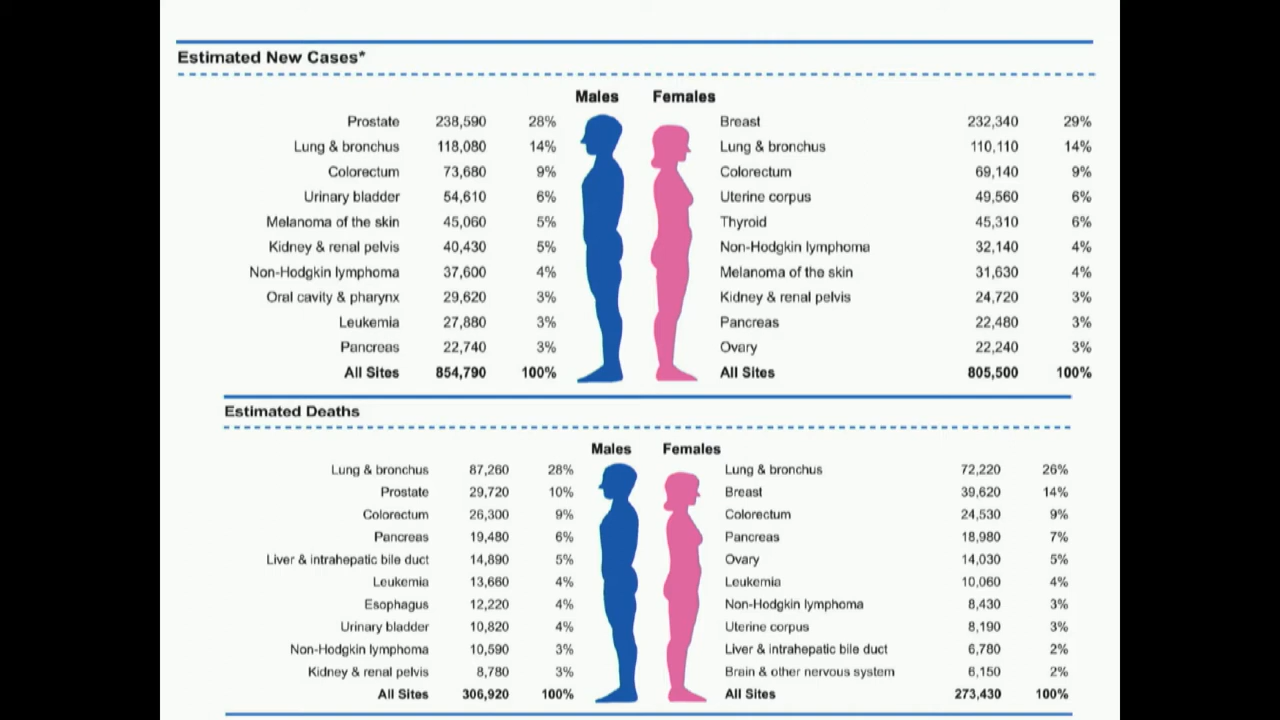 Estimated New Cases*
Males Females
Prostate 238,590 28% Breast 232,340 29%
Lung & bronchus 118,080 14% Lung & bronchus 110,110 14%
Colorectum 73,680 9% Colorectum 69,140 9%
Urinary bladder 54,610 6% Uterine corpus 49,560 6%
Melanoma of the skin 45,060 5% Thyroid 45,310 6%
Kidney & renal pelvis 40,430 5% Non-Hodgkin lymphoma 32,140 4%
Non-Hodgkin lymphoma 37,600 4% Melanoma of the skin 31,630 4%
Oral cavity & pharynx 29,620 3% Kidney & renal pelvis 24,720 3%
Leukemia 27,880 3% Pancreas 22,480 3%
Pancreas 22,740 3% Ovary 22,240 3%
All Sites 854,790 100% All Sites 805,500 100%
Estimated Deaths
Males Females
Lung & bronchus 87,260 28% Lung & bronchus 72,220 26%
Prostate 29,720 10% Breast 39,620 14%
Colorectum 26,300 9% Colorectum 24,530 9%
Pancreas 19,480 6% Pancreas 18,980 7%
Liver & intrahepatic bile duct 14,890 5% Ovary 14,030 5%
Leukemia 13,660 4% Leukemia 10,060 4%
Esophagus 12,220 4% Non-Hodgkin lymphoma 8,430 3%
Urinary bladder 10,820 4% Uterine corpus 8,190 3%
Non-Hodgkin lymphoma 10,590 3% Liver & intrahepatic bile duct 6,780 2%
Kidney & renal pelvis 8,780 3% Brain & other nervous system 6,150 2%
All Sites 306,920 100% All Sites 273,430 100%